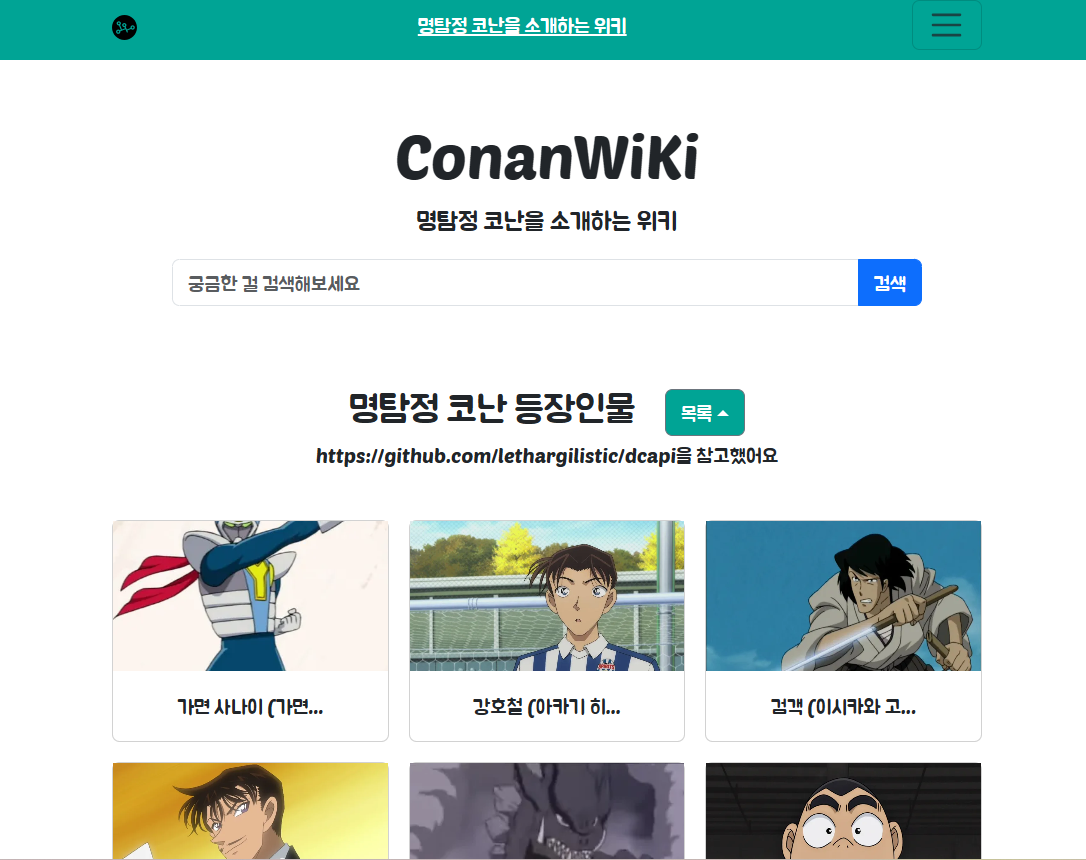 명탐정 코난을 소개하는 위키
ConanWiKi
명탐정 코난을 소개하는 위키
궁금한 걸 검색해보세요
검색
명탐정 코난 등장인물
목록
https://github.com/lethargilistic/dcapi을 참고했어요
가면 사나이 (가면...
강호철 (아카기 히...
검객 (이시카와 고...